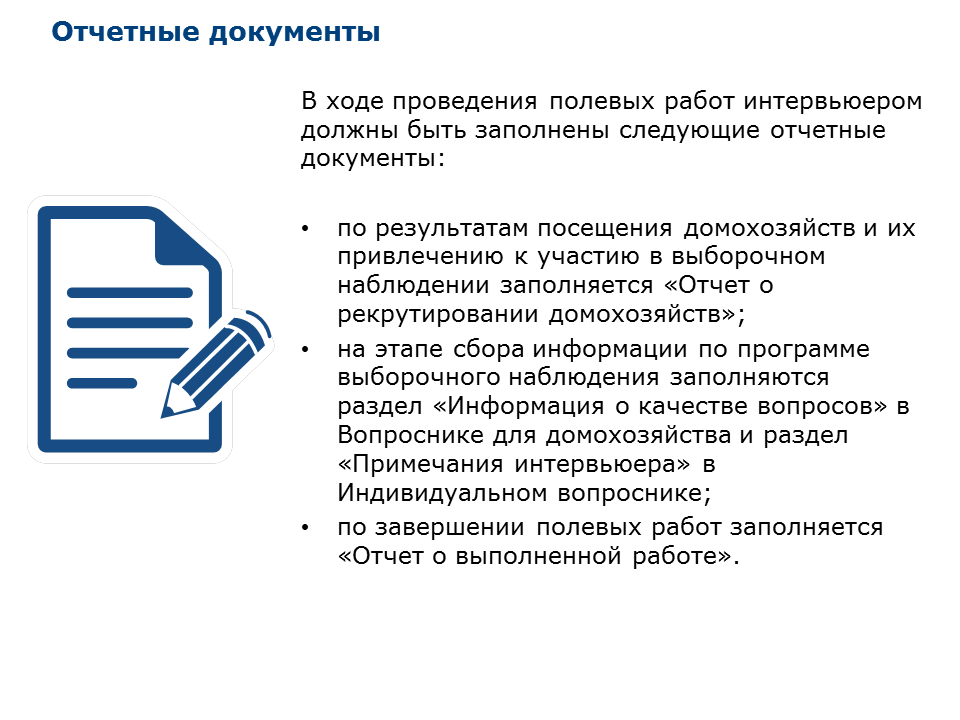 Отчетные документы
В ходе проведения полевых работ интервьюером
должны быть заполнены следующие отчетные
документы:
• по результатам посещения домохозяйств и их
привлечению к участию в выборочном
наблюдении заполняется «Отчет о
рекрутировании домохозяйств»;
• на этапе сбора информации по программе
выборочного наблюдения заполняются
раздел «Информация о качестве вопросов» в
Вопроснике для домохозяйства и раздел
«Примечания интервьюера» в
Индивидуальном вопроснике;
• по завершении полевых работ заполняется
«Отчет о выполненной работе».